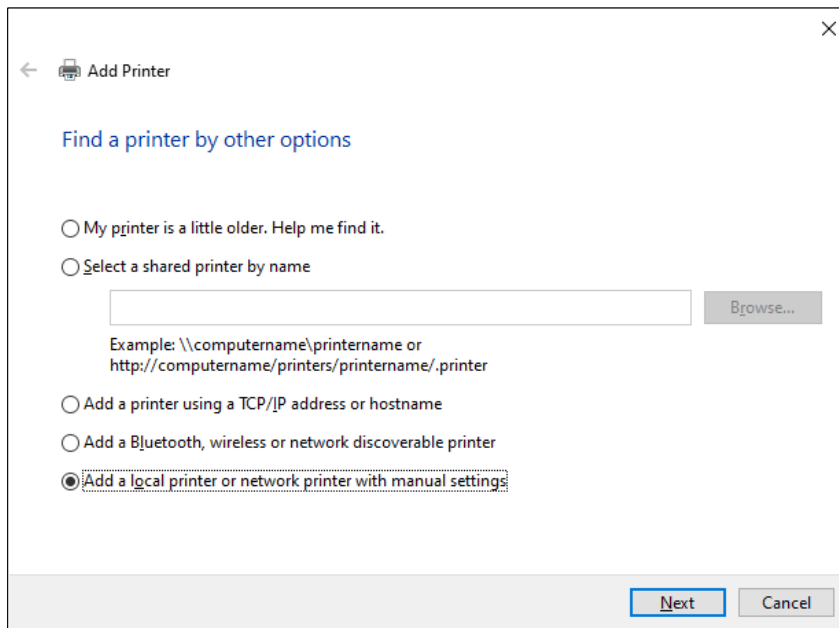 Add Printer
Find a printer by other options
My printer is a little older. Help me find it.
Select a shared printer by name
Browse...
Example: \\computername\printername or
http://computername/printers/printername/.printer
Add a printer using a TCP/IP address or hostname
Add a Bluetooth, wireless or network discoverable printer
Add a local printer or network printer with manual settings
Next Cancel